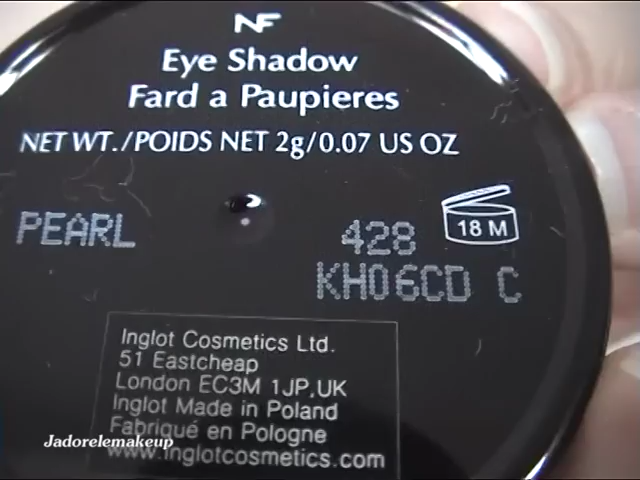 NF
Eye Shadow
Fard a Paupieres
NET WT./POIDS NET 2g/0.07 US OZ
PEARL
428
18 M
KH06CD C
Inglot Cosmetics Ltd.
51 Eastcheap
London EC3M 1JP,UK
Inglot Made in Poland
Fabriqué en Pologne
www.inglotcosmetics.com
Jadorelemakeup